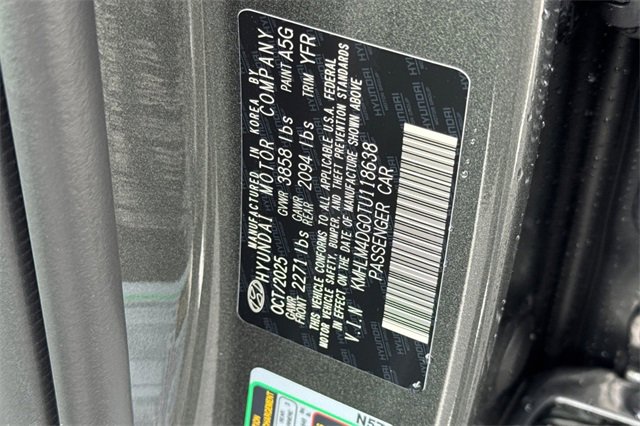 MANUFACTURED IN KOREA BY
HYUNDAI MOTOR COMPANY
OCT/2025 GVWR 3858 lbs PAINT A5G
GAWR FRONT 2271 lbs GAWR REAR 2094 lbs TRIM YFR
THIS VEHICLE CONFORMS TO ALL APPLICABLE U.S.A. FEDERAL
MOTOR VEHICLE SAFETY, BUMPER, AND THEFT PREVENTION STANDARDS
IN EFFECT ON THE DATE OF MANUFACTURE SHOWN ABOVE
V.I.N KMHLM4DG0TU118638
PASSENGER CAR